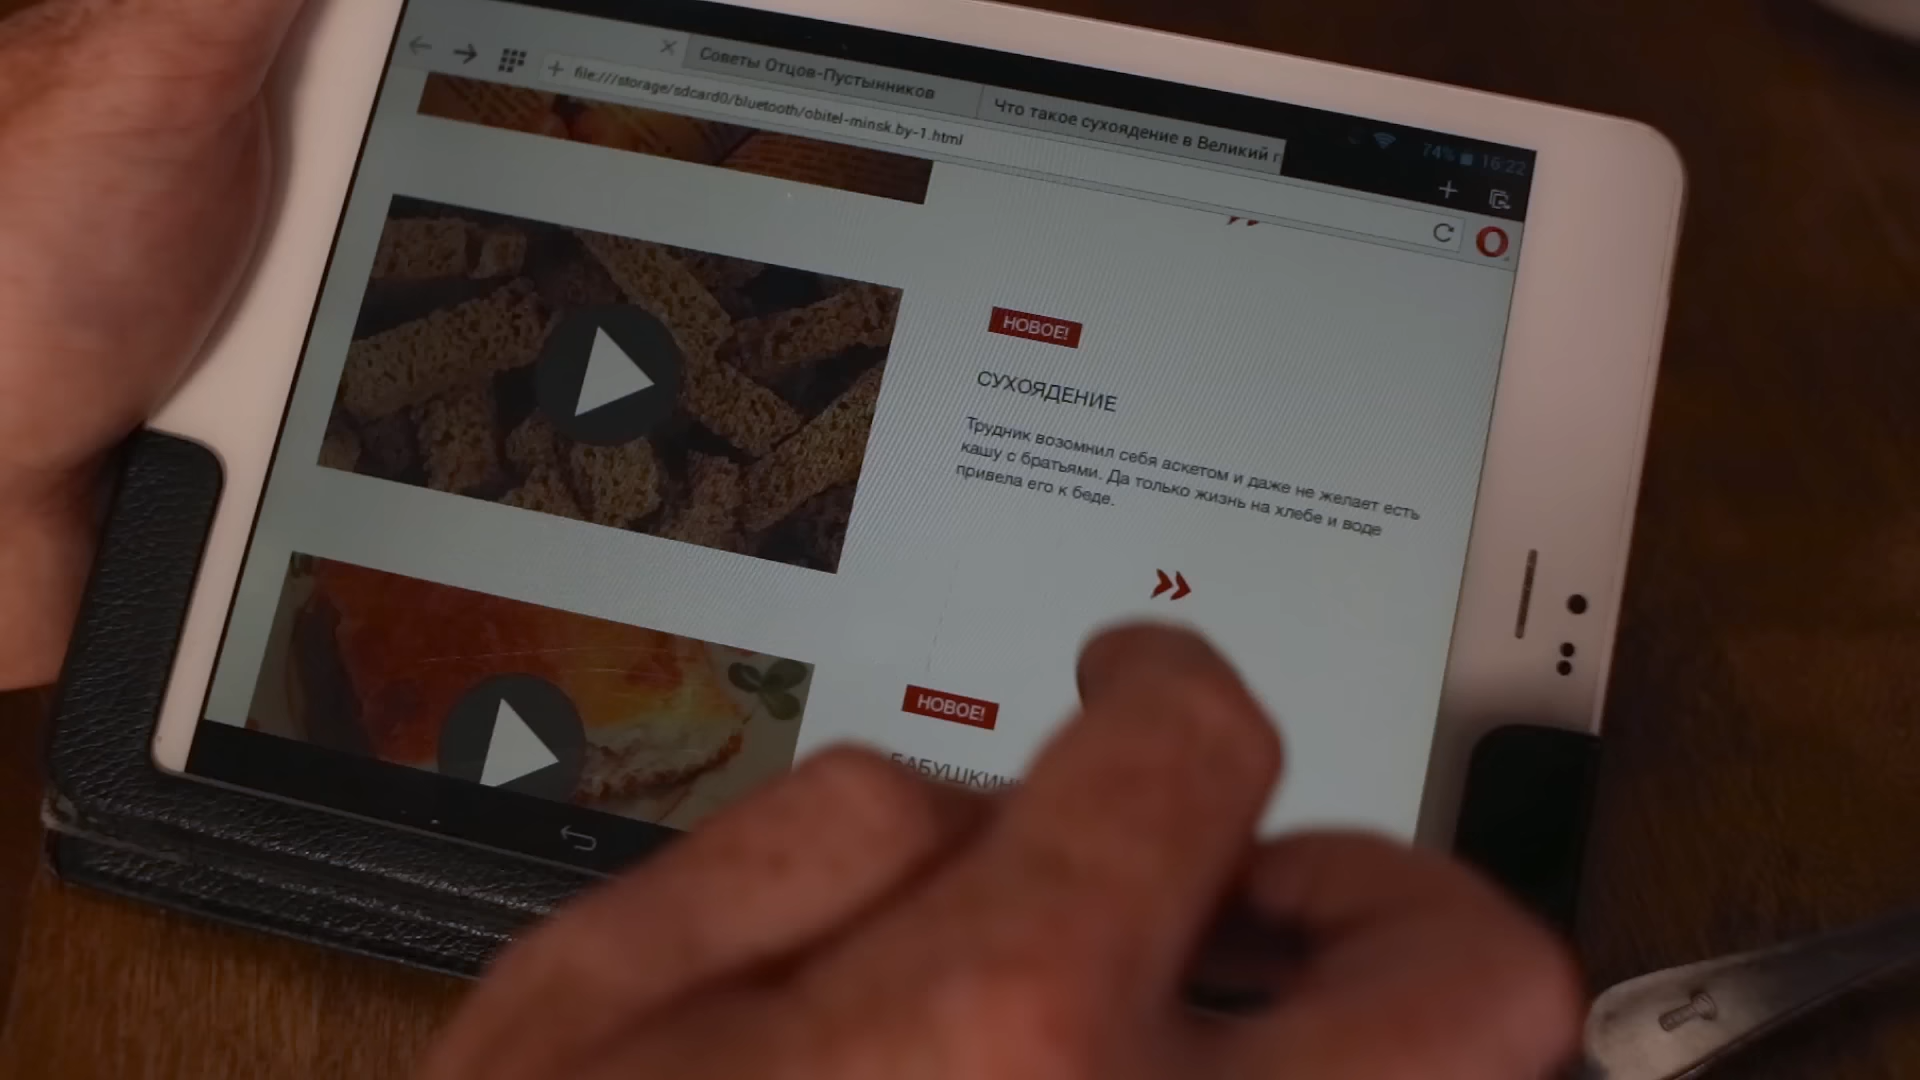 Советы Отцов-Пустынников
Что такое сухоядение в Великий
file:///storage/sdcard0/bluetooth/obitel-minsk.by-1.html
74% 16:22
НОВОЕ!
СУХОЯДЕНИЕ
Трудник возомнил себя аскетом и даже не желает есть
кашу с братьями. Да только жизнь на хлебе и воде
привела его к беде.
НОВОЕ!
БАБУШКИН